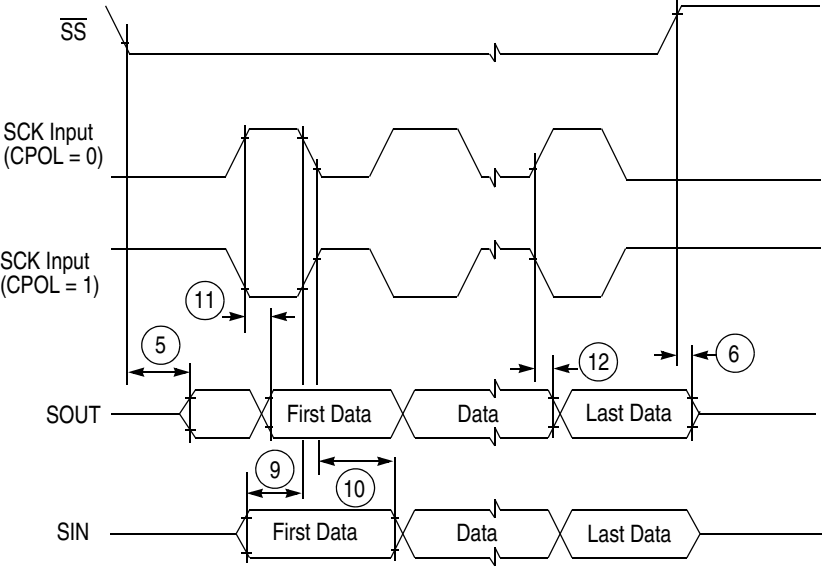 SS
SCK Input
(CPOL = 0)
SCK Input
(CPOL = 1)
11
5
12
6
SOUT
First Data
Data
Last Data
9
10
SIN
First Data
Data
Last Data